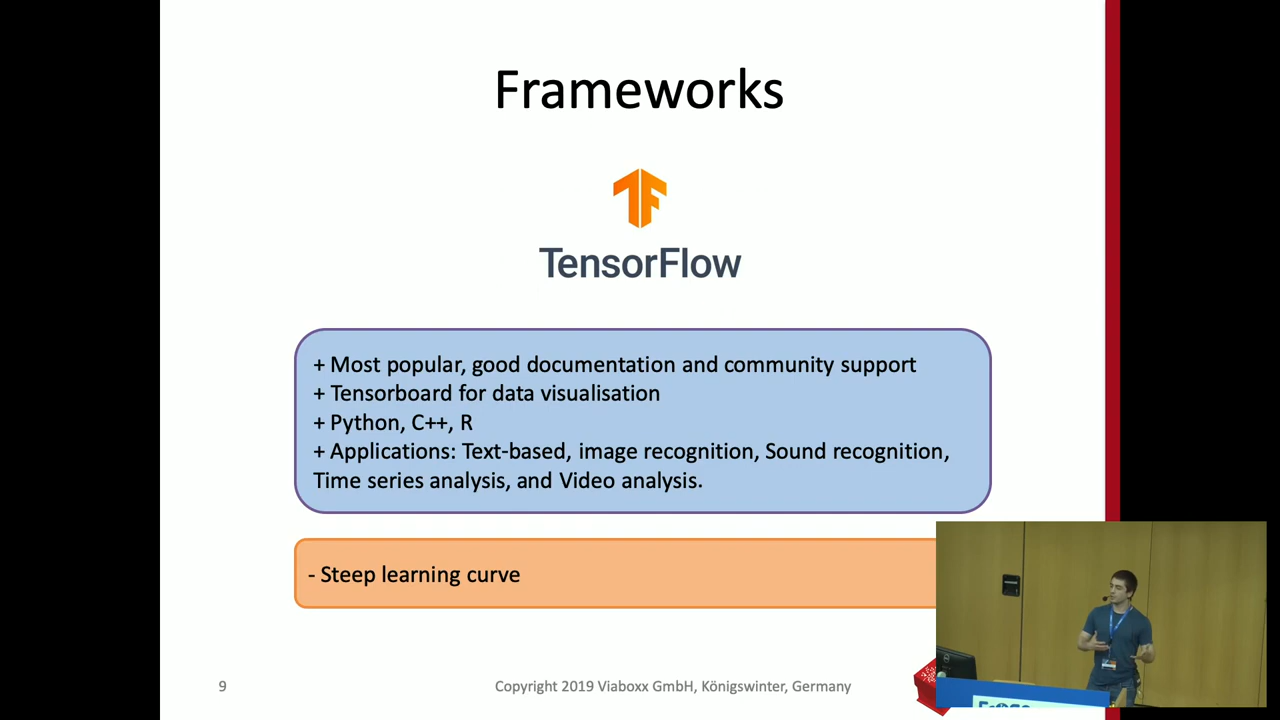 Frameworks
TensorFlow
+ Most popular, good documentation and community support
+ Tensorboard for data visualisation
+ Python, C++, R
+ Applications: Text-based, image recognition, Sound recognition,
Time series analysis, and Video analysis.
- Steep learning curve
9
Copyright 2019 Viaboxx GmbH, Königswinter, Germany